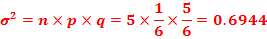 σ² = n × p × q = 5 × 1/6 × 5/6 = 0.6944